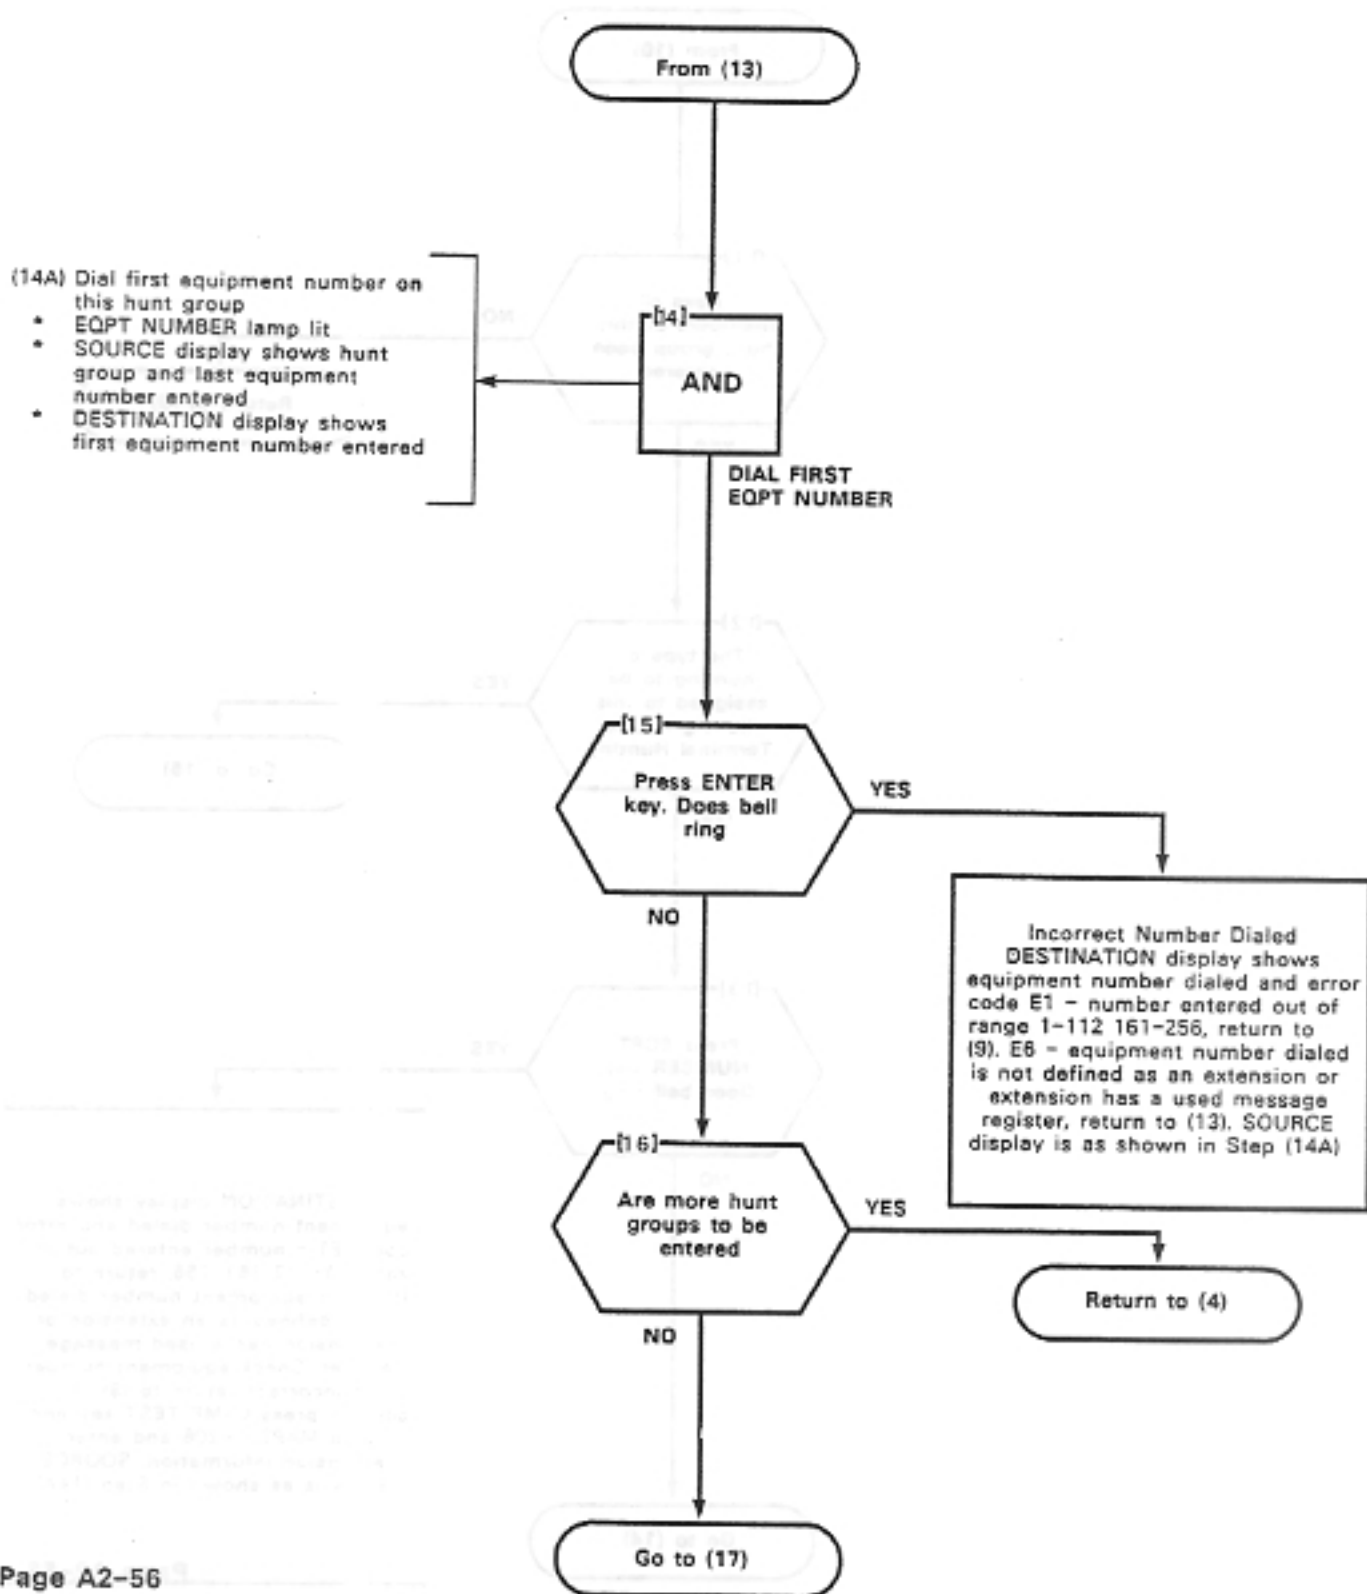 From (13)
(14A) Dial first equipment number on
this hunt group
* EQPT NUMBER lamp lit
* SOURCE display shows hunt
group and last equipment
number entered
* DESTINATION display shows
first equipment number entered
[14]
AND
DIAL FIRST
EQPT NUMBER
[15]
Press ENTER
key. Does bell
ring
YES
NO
Incorrect Number Dialed
DESTINATION display shows
equipment number dialed and error
code E1 - number entered out of
range 1-112 161-256, return to
(9). E6 - equipment number dialed
is not defined as an extension or
extension has a used message
register, return to (13). SOURCE
display is as shown in Step (14A)
[16]
Are more hunt
groups to be
entered
YES
Return to (4)
NO
Go to (17)
Page A2-56